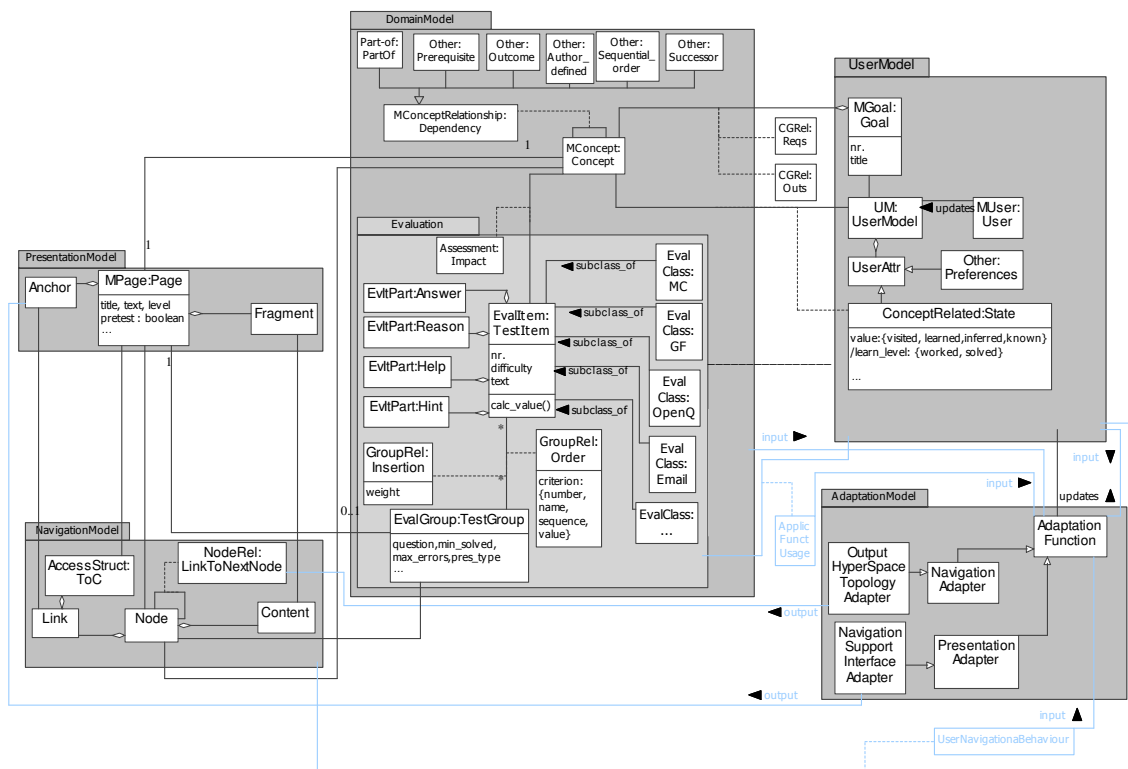 DomainModel
Part-of:
PartOf
Other:
Prerequisite
Other:
Outcome
Other:
Author_
defined
Other:
Sequential_
order
Other:
Successor
MConceptRelationship:
Dependency
1
MConcept:
Concept
CGRel:
Reqs
CGRel:
Outs
UserModel
MGoal:
Goal
nr.
title
UM:
UserModel
updates
MUser:
User
UserAttr
Other:
Preferences
ConceptRelated:State
value:{visited, learned,inferred,known}
/learn_level: {worked, solved}
...
Evaluation
Assessment:
Impact
EvltPart:Answer
EvltPart:Reason
EvltPart:Help
EvltPart:Hint
EvalItem:
TestItem
nr.
difficulty
text
calc_value()
subclass_of
subclass_of
subclass_of
subclass_of
subclass_of
Eval
Class:
MC
Eval
Class:
GF
Eval
Class:
OpenQ
Eval
Class:
Email
EvalClass:
...
*
*
GroupRel:
Insertion
weight
GroupRel:
Order
criterion:
{number,
name,
sequence,
value}
EvalGroup:TestGroup
question,min_solved,
max_errors,pres_type
...
1
PresentationModel
Anchor
MPage:Page
title, text, level
pretest : boolean
...
Fragment
1
0..1
NavigationModel
AccessStruct:
ToC
NodeRel:
LinkToNextNode
Link
Node
Content
input
input
input
Applic
Funct
Usage
updates
AdaptationModel
Adaptation
Function
Output
HyperSpace
Topology
Adapter
Navigation
Adapter
Navigation
Support
Interface
Adapter
Presentation
Adapter
output
output
input
UserNavigationaBehaviour